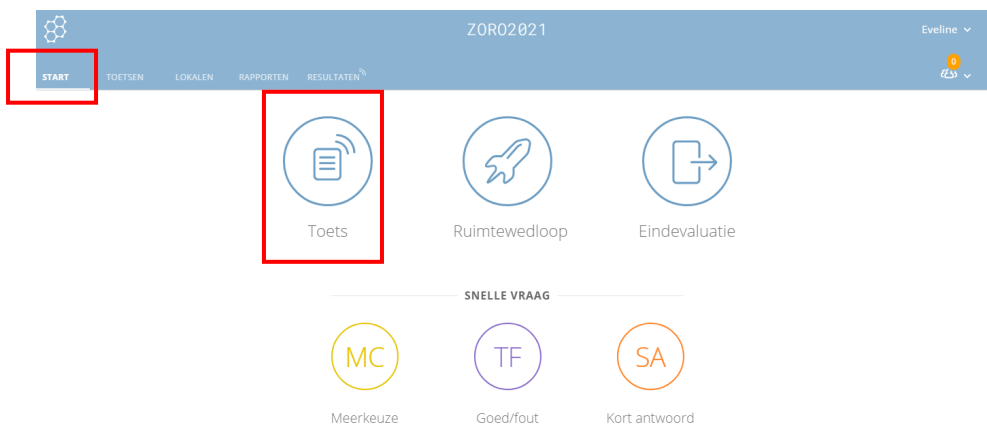 ZORO2021
Eveline
START TOETSEN LOKALEN RAPPORTEN RESULTATEN
0
Toets Ruimtewedloop Eindevaluatie
SNELLE VRAAG
MC TF SA
Meerkeuze Goed/fout Kort antwoord